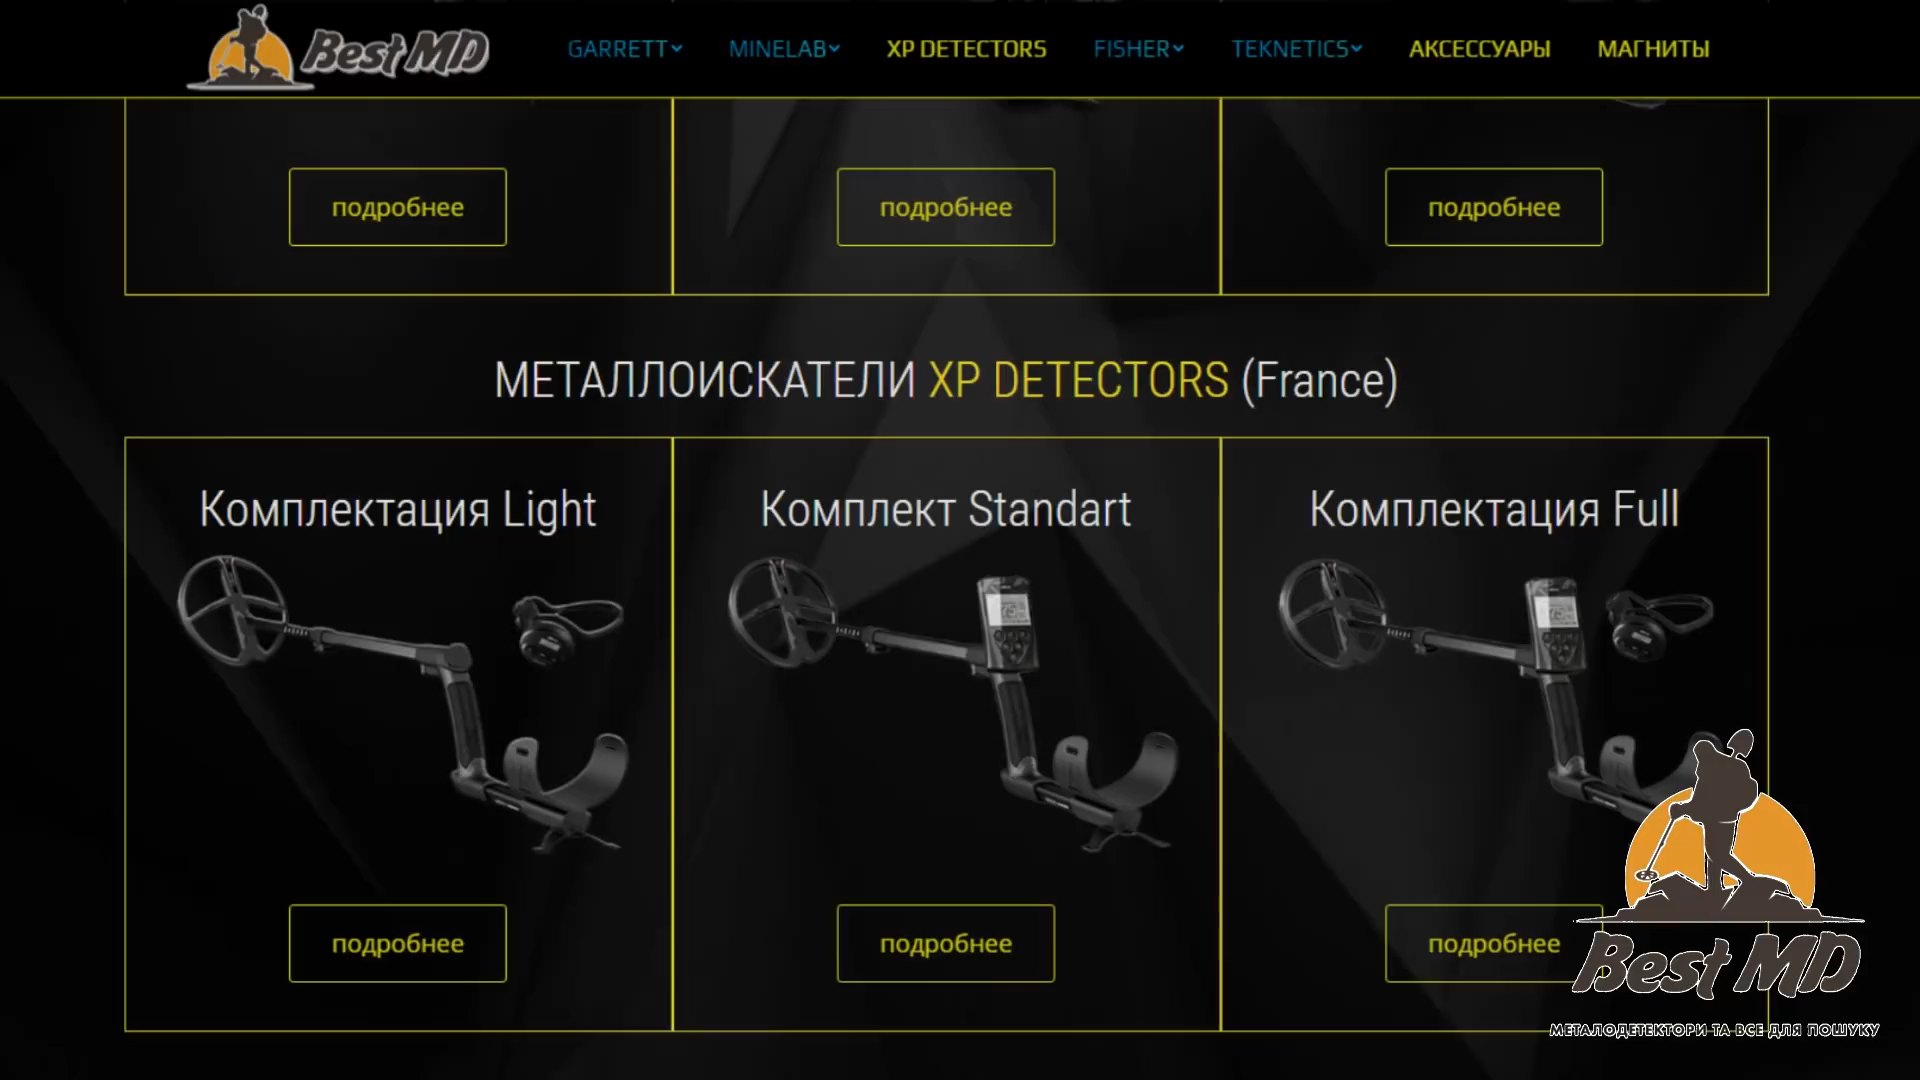 Best MD
GARRETT
MINELAB
XP DETECTORS
FISHER
TEKNETICS
АКСЕССУАРЫ
МАГНИТЫ
подробнее
подробнее
подробнее
МЕТАЛЛОИСКАТЕЛИ XP DETECTORS (France)
Комплектация Light
Комплект Standart
Комплектация Full
подробнее
подробнее
подробнее
Best MD
МЕТАЛОДЕТЕКТОРИ ТА ВСЕ ДЛЯ ПОШУКУ